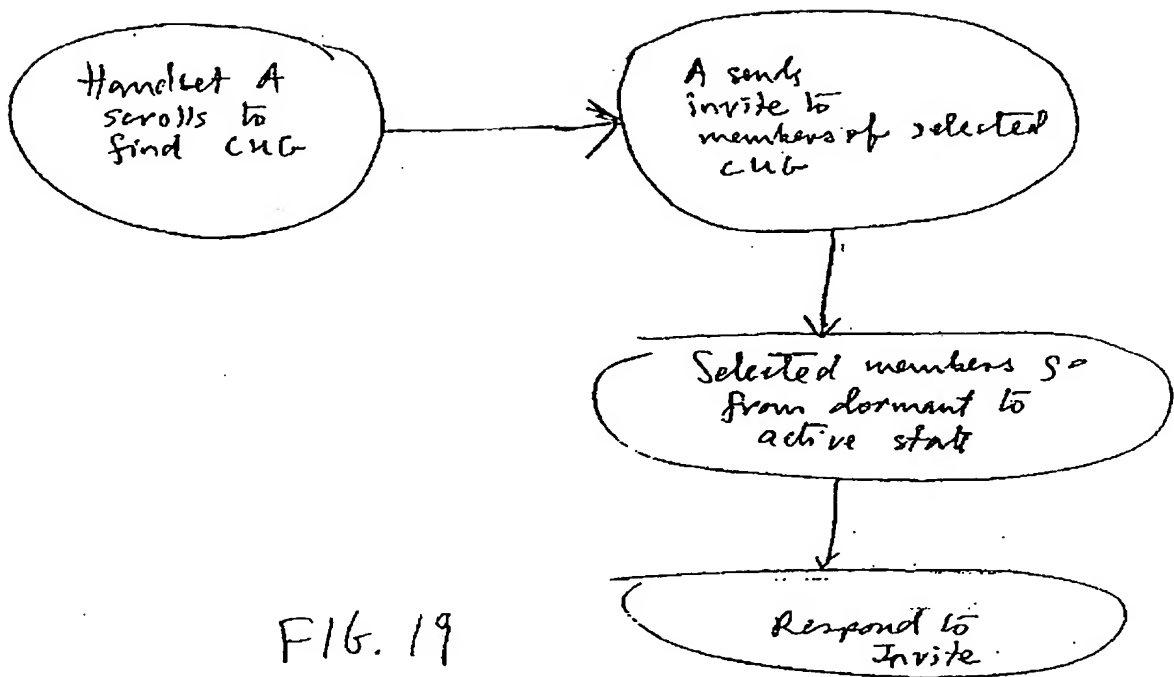 Handset A
scrolls to
find CUG
A sends
invite to
members of selected
CUG
Selected members go
from dormant to
active state
Respond to
Invite
FIG. 19